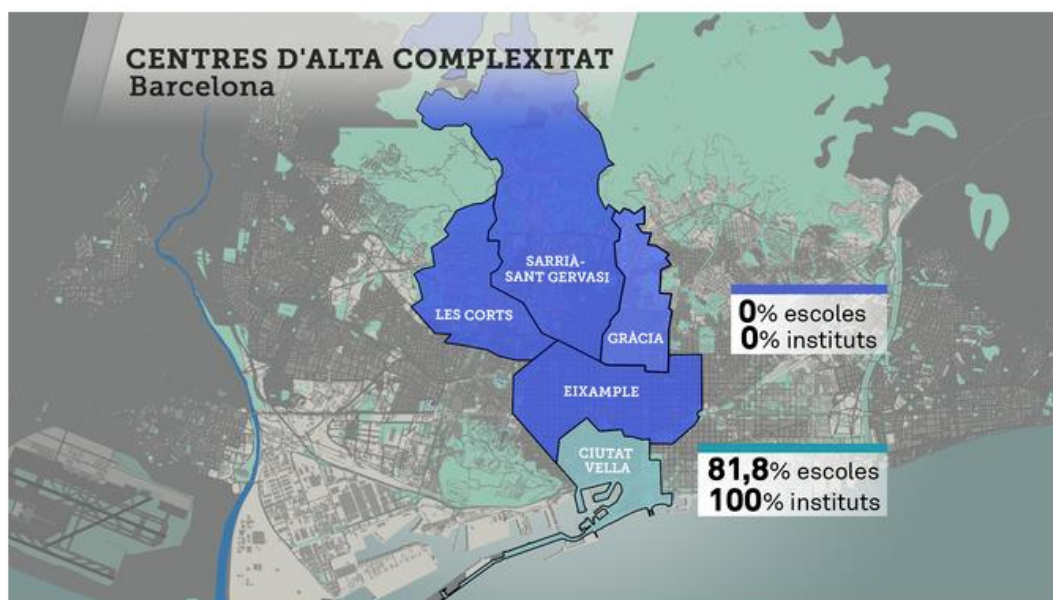 CENTRES D'ALTA COMPLEXITAT
Barcelona
SARRIÀ-
SANT GERVASI
LES CORTS
GRÀCIA
0% escoles
0% instituts
EIXAMPLE
CIUTAT
VELLA
81,8% escoles
100% instituts